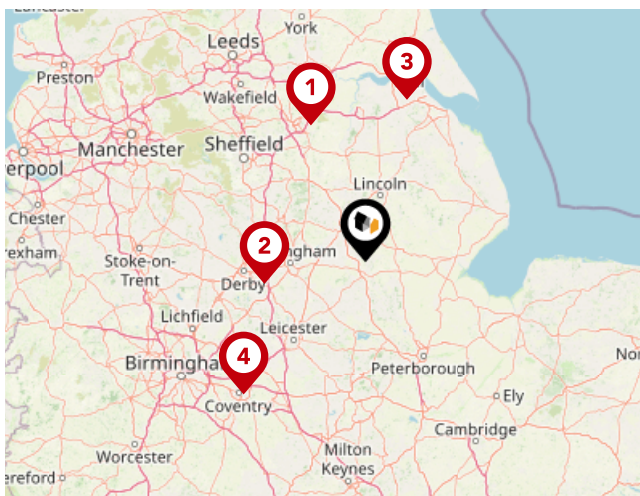 York
Leeds
Preston
Wakefield
1
3
Manchester
Sheffield
erpool
Lincoln
Chester
rexham
Stoke-on-
Trent
2
ngham
Derby
Lichfield
Leicester
Birmingha
4
Peterborough
Nor
Coventry
Ely
Cambridge
Worcester
Milton
Keynes
ereford